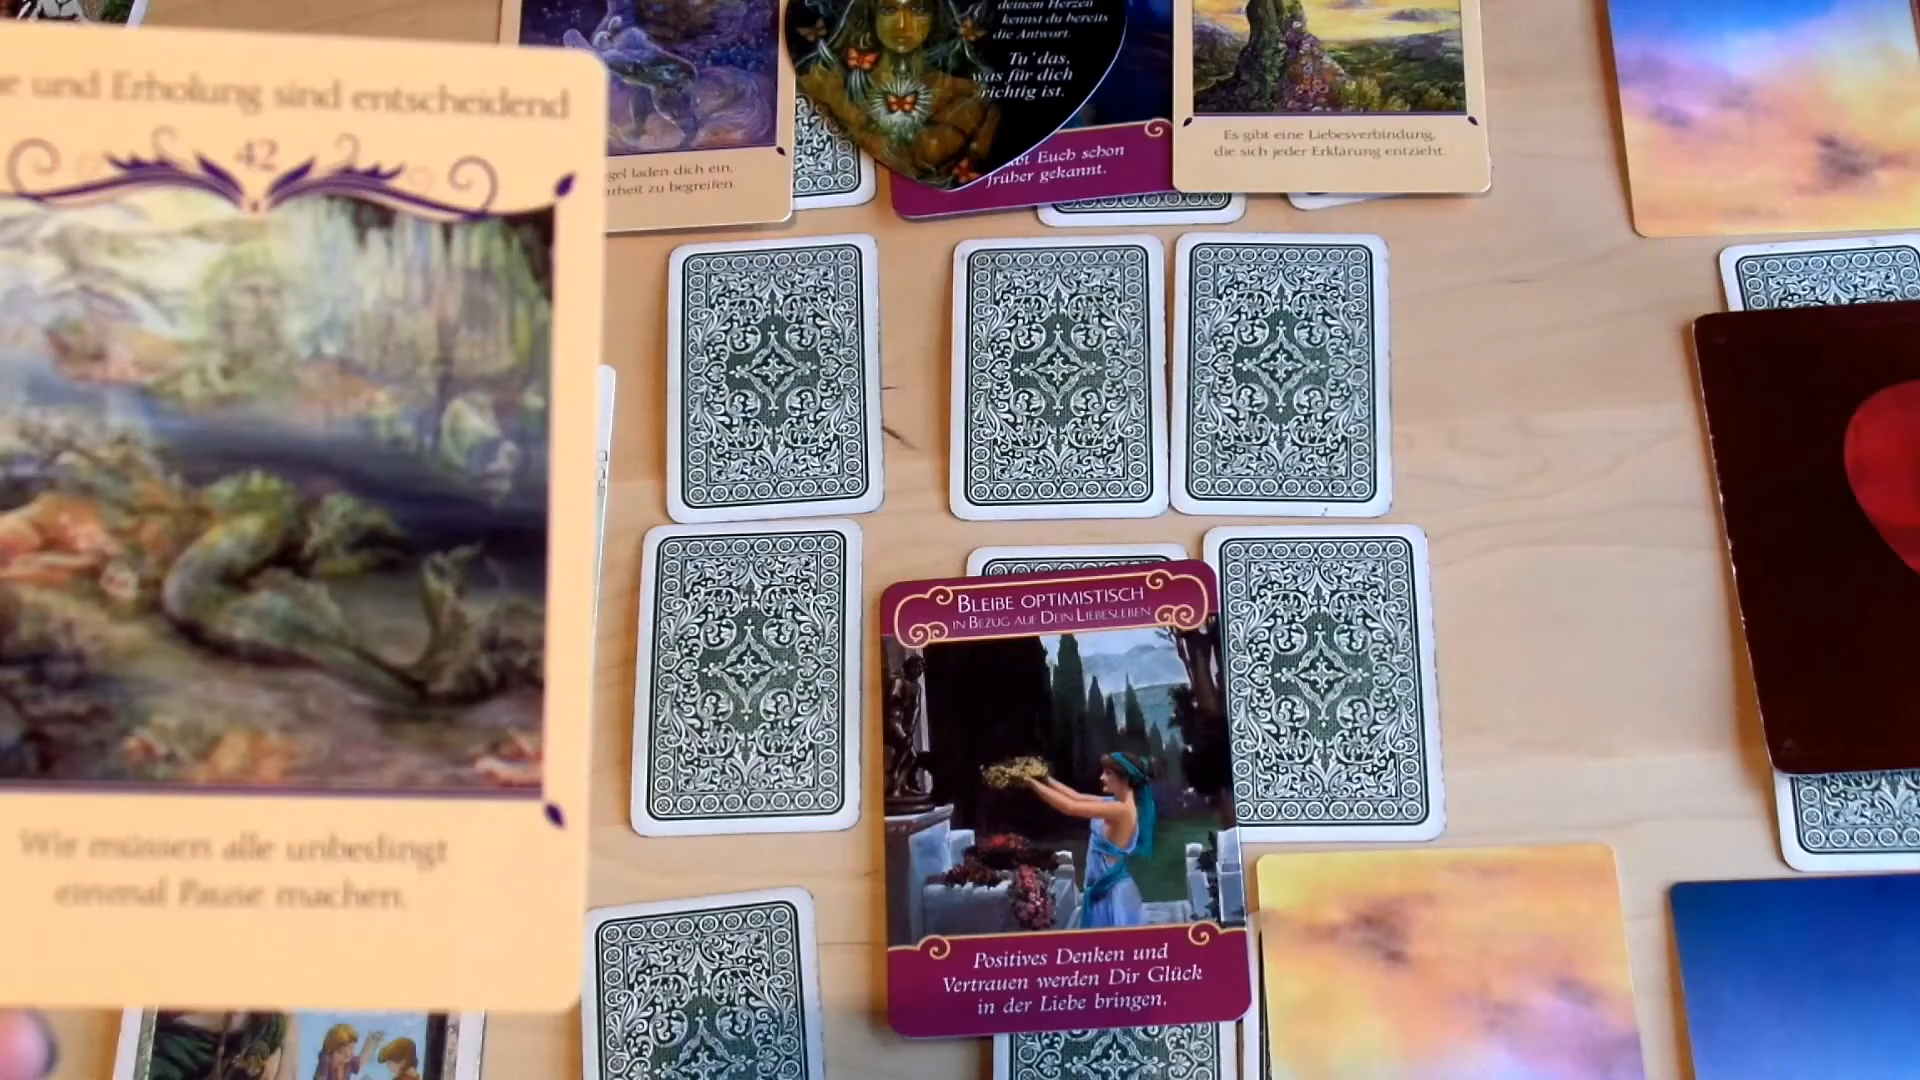 e und Erholung sind entscheidend
42
Wir müssen alle unbedingt
einmal Pause machen.
gel laden dich ein,
rheit zu begreifen.
deinem Herzen
kennst du bereits
die Antwort.
Tu' das,
was für dich
richtig ist.
bt Euch schon
früher gekannt.
Es gibt eine Liebesverbindung,
die sich jeder Erklärung entzieht.
BLEIBE OPTIMISTISCH
IN BEZUG AUF DEIN LIEBESLEBEN
Positives Denken und
Vertrauen werden Dir Glück
in der Liebe bringen.